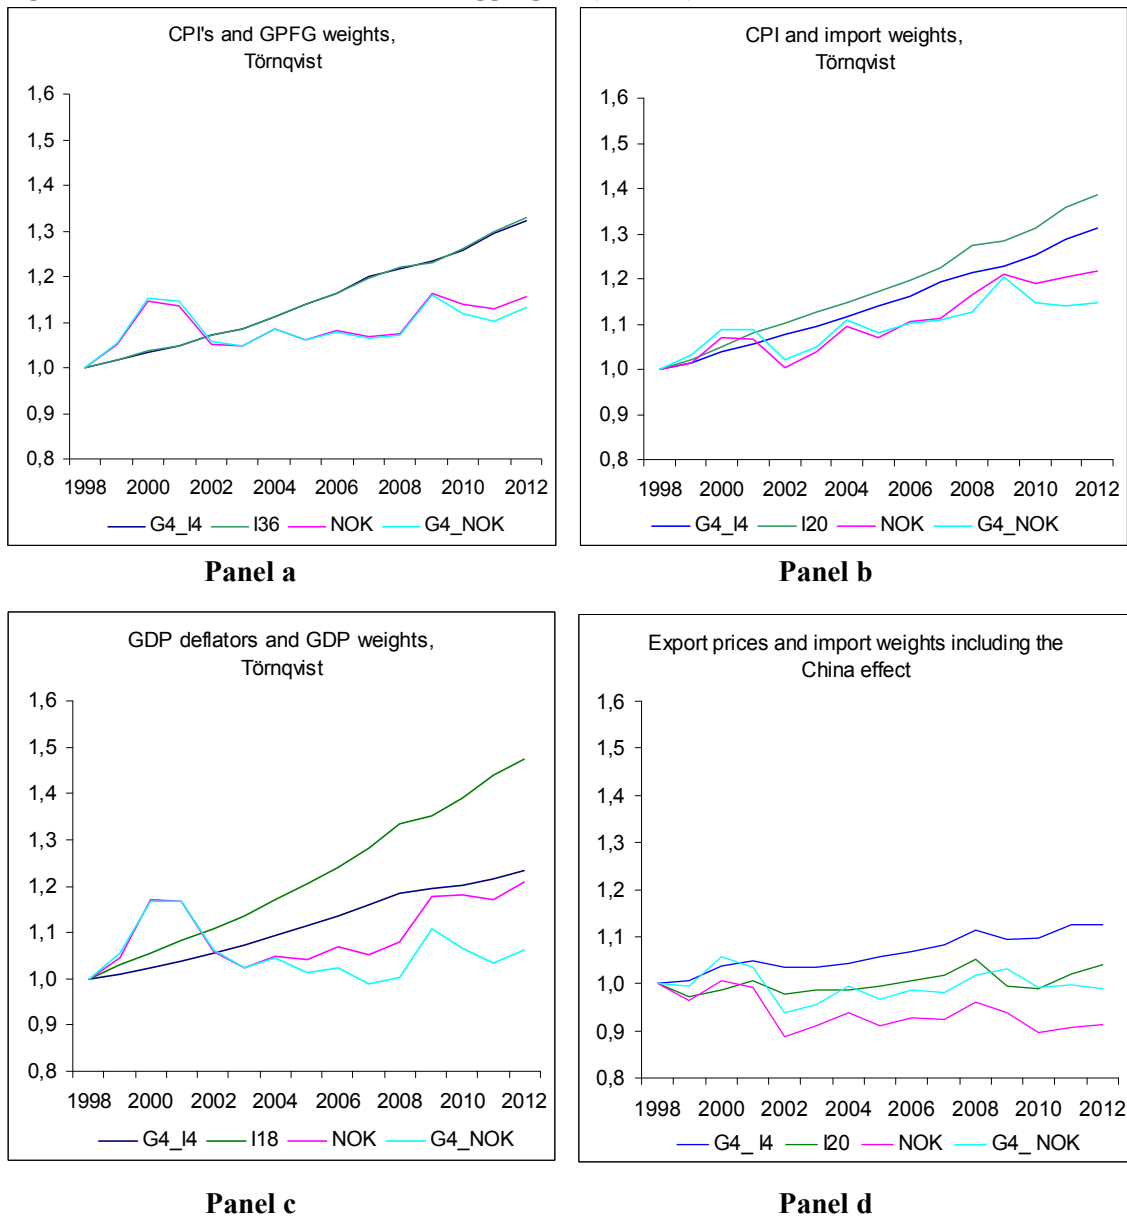 CPI's and GPFG weights,
Törnqvist
1,6
1,5
1,4
1,3
1,2
1,1
1,0
0,9
0,8
1998 2000 2002 2004 2006 2008 2010 2012
G4_I4 I36 NOK G4_NOK
Panel a
CPI and import weights,
Törnqvist
1,6
1,5
1,4
1,3
1,2
1,1
1,0
0,9
0,8
1998 2000 2002 2004 2006 2008 2010 2012
G4_I4 I20 NOK G4_NOK
Panel b
GDP deflators and GDP weights,
Törnqvist
1,6
1,5
1,4
1,3
1,2
1,1
1,0
0,9
0,8
1998 2000 2002 2004 2006 2008 2010 2012
G4_I4 I18 NOK G4_NOK
Panel c
Export prices and import weights including the
China effect
1,6
1,5
1,4
1,3
1,2
1,1
1,0
0,9
0,8
1998 2000 2002 2004 2006 2008 2010 2012
G4_ I4 I20 NOK G4_ NOK
Panel d